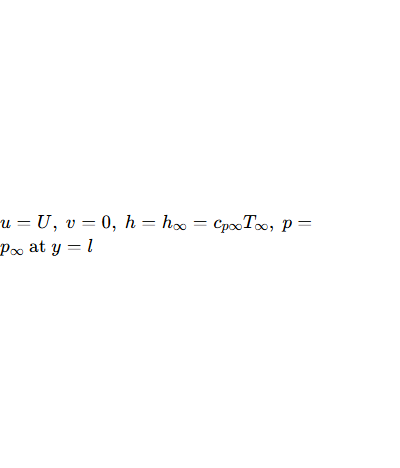 u = U, v = 0, h = h∞ = cp∞T∞, p =
p∞ at y = l